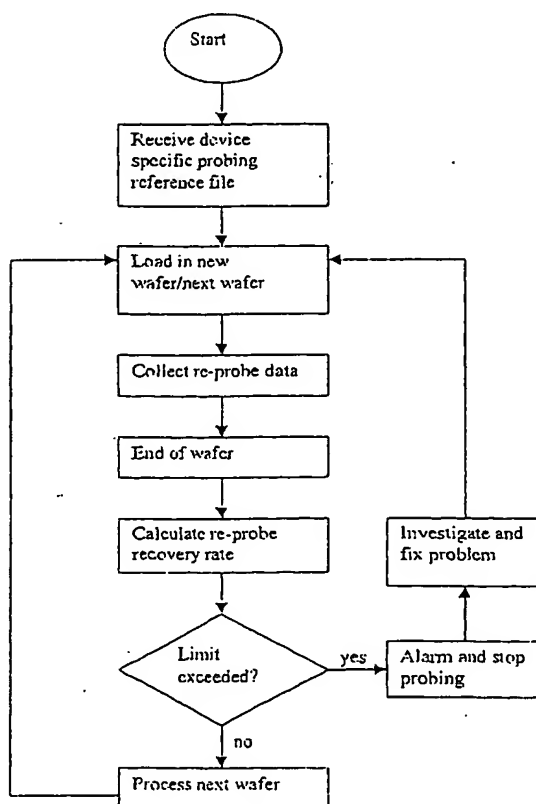 Start
Receive device
specific probing
reference file
Load in new
wafer/next wafer
Collect re-probe data
End of wafer
Calculate re-probe
recovery rate
Limit
exceeded?
yes
Alarm and stop
probing
Investigate and
fix problem
no
Process next wafer